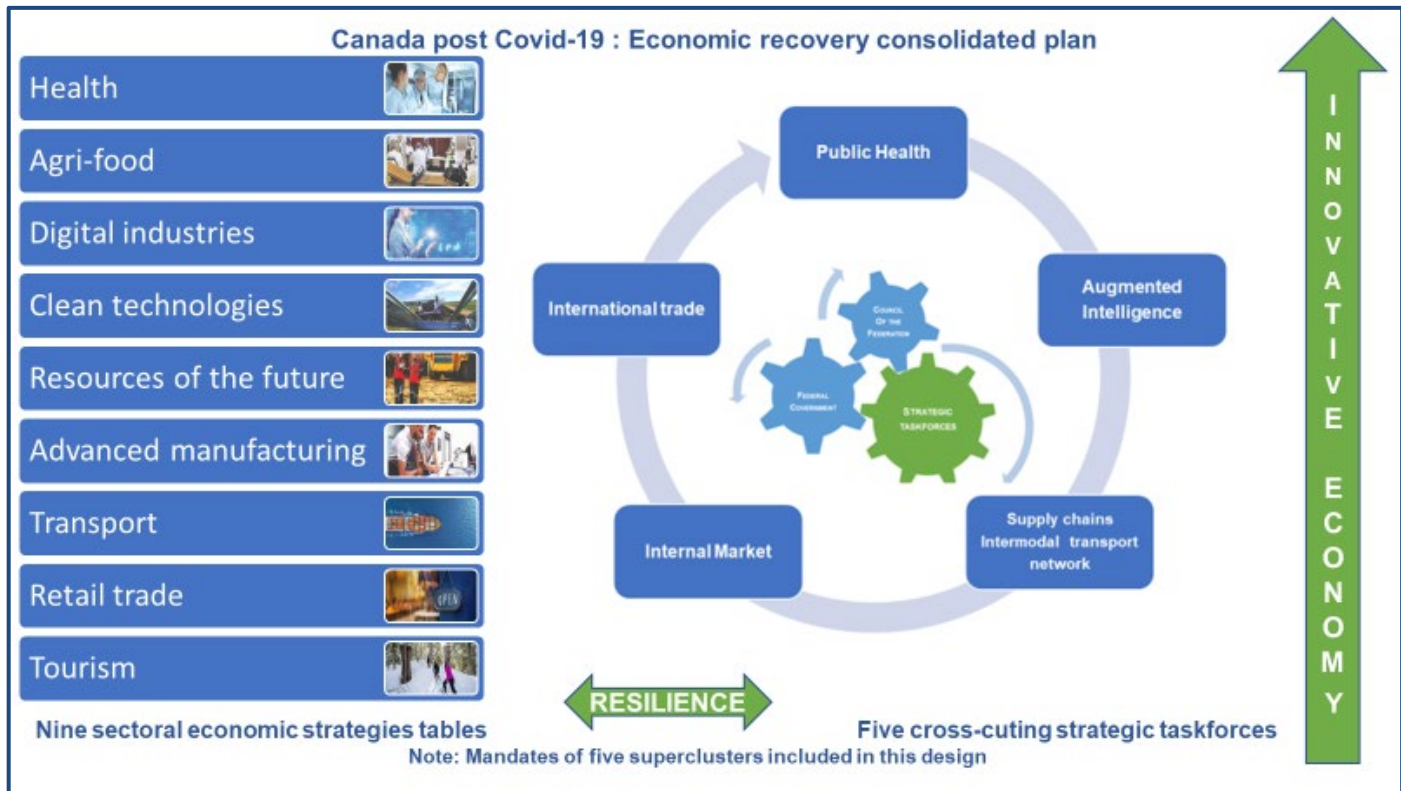 Canada post Covid-19 : Economic recovery consolidated plan
Health
Agri-food
Digital industries
Clean technologies
Resources of the future
Advanced manufacturing
Transport
Retail trade
OPEN
Tourism
Nine sectoral economic strategies tables
Public Health
Augmented
Intelligence
Supply chains
Intermodal transport
network
Internal Market
International trade
COUNCIL
OF THE
FEDERATION
FEDERAL
GOVERNMENT
STRATEGIC
TASKFORCES
RESILIENCE
Five cross-cuting strategic taskforces
Note: Mandates of five superclusters included in this design
INNOVATIVE ECONOMY